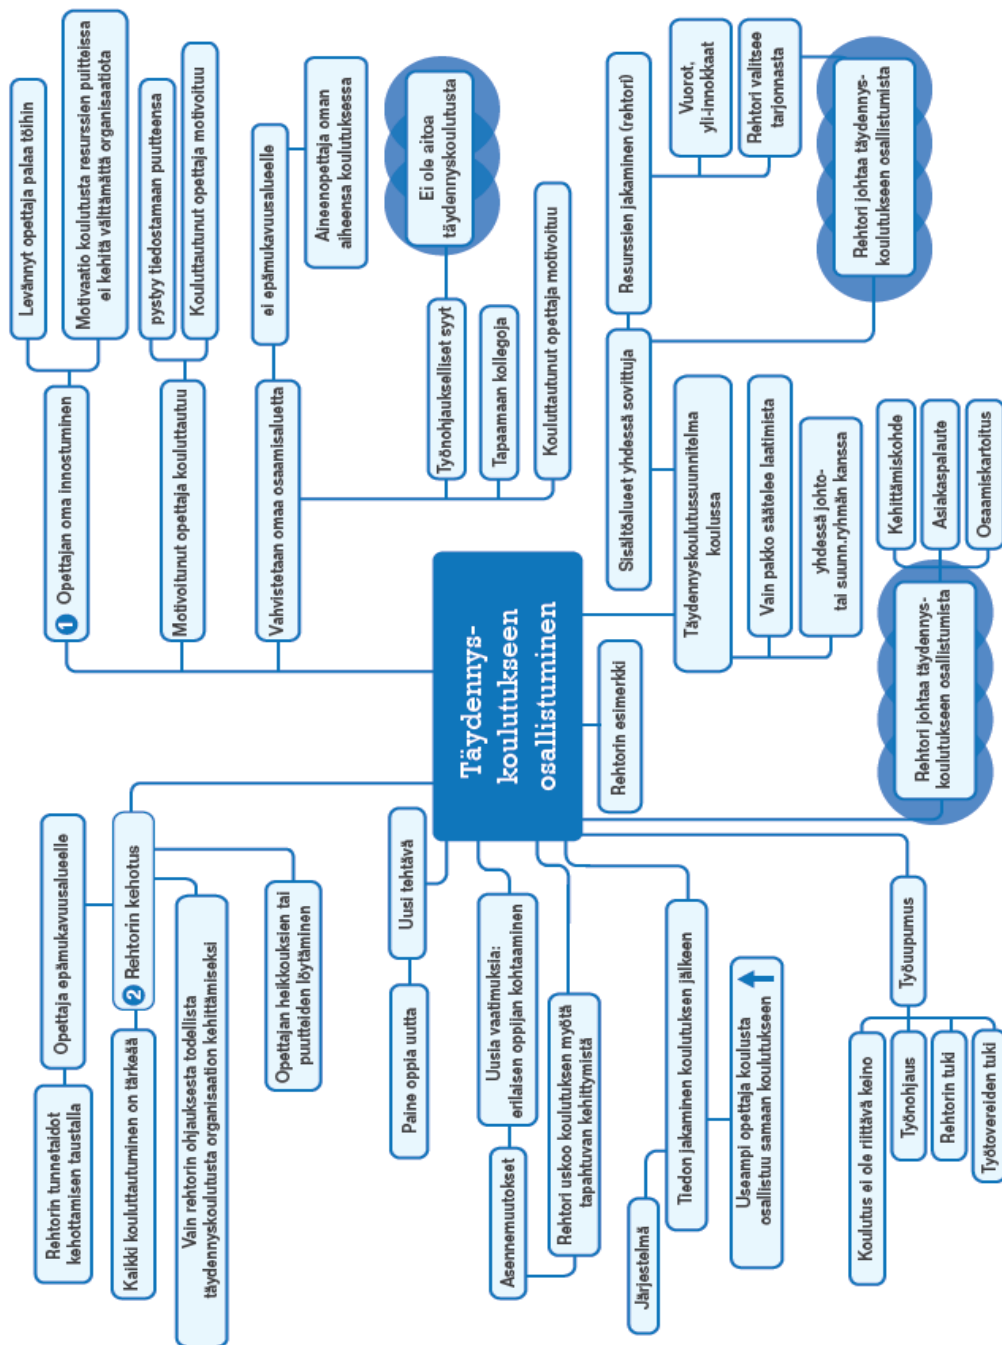 Täydennys-
koulutukseen
osallistuminen
1 Opettajan oma innostuminen
Levännyt opettaja palaa töihin
Motivaatio koulutusta resurssien puitteissa
ei kehitä välttämättä organisaatiota
Motivoitunut opettaja kouluttautuu
pystyy tiedostamaan puutteensa
Kouluttautunut opettaja motivoituu
Vahvistetaan omaa osaamisaluetta
ei epämukavuusalueelle
Aineenopettaja oman
aiheensa koulutuksessa
Työnohjaukselliset syyt
Ei ole aitoa
täydennyskoulutusta
Tapaamaan kollegoja
Kouluttautunut opettaja motivoituu
2 Rehtorin kehotus
Opettaja epämukavuusalueelle
Rehtorin tunnetaidot
kehottamisen taustalla
Kaikki kouluttautuminen on tärkeää
Vain rehtorin ohjauksesta todellista
täydennyskoulutusta organisaation kehittämiseksi
Opettajan heikkouksien tai
puutteiden löytäminen
Uusi tehtävä
Paine oppia uutta
Uusia vaatimuksia:
erilaisen oppijan kohtaaminen
Asennemuutokset
Rehtori uskoo koulutuksen myötä
tapahtuvan kehittymistä
Tiedon jakaminen koulutuksen jälkeen
Järjestelmä
Useampi opettaja koulusta
osallistuu samaan koulutukseen
Työuupumus
Koulutus ei ole riittävä keino
Työnohjaus
Rehtorin tuki
Työtovereiden tuki
Rehtorin esimerkki
Täydennyskoulutussuunnitelma
koulussa
Vain pakko säätelee laatimista
yhdessä johto-
tai suunn.ryhmän kanssa
Sisältöalueet yhdessä sovittuja
Resurssien jakaminen (rehtori)
Vuorot,
yli-innokkaat
Rehtori valitsee
tarjonnasta
Rehtori johtaa täydennys-
koulutukseen osallistumista
Rehtori johtaa täydennys-
koulutukseen osallistumista
Kehittämiskohde
Asiakaspalaute
Osaamiskartoitus